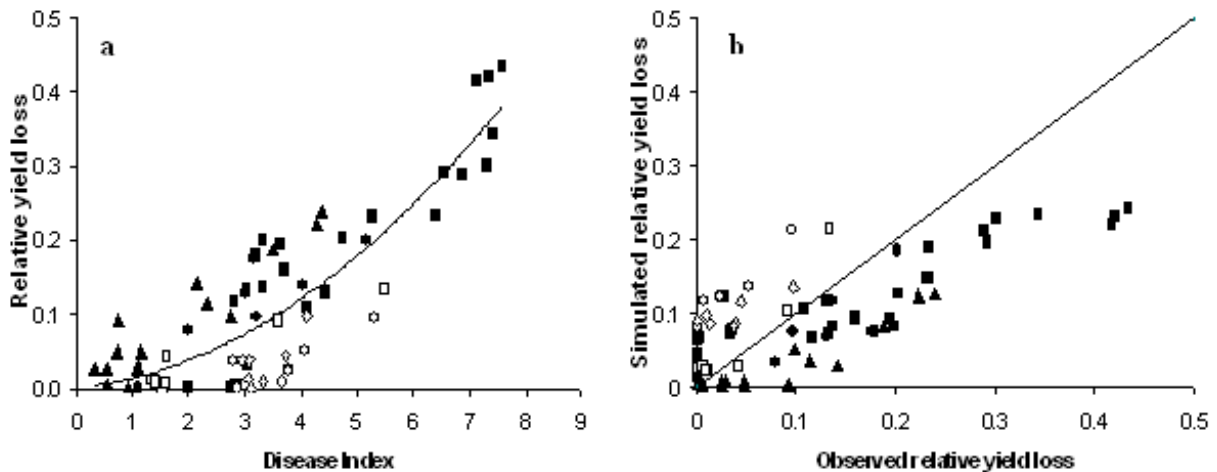 a
Relative yield loss
0.5
0.4
0.3
0.2
0.1
0.0
0 1 2 3 4 5 6 7 8 9
Disease Index
b
Simulated relative yield loss
0.5
0.4
0.3
0.2
0.1
0
0 0.1 0.2 0.3 0.4 0.5
Observed relative yield loss